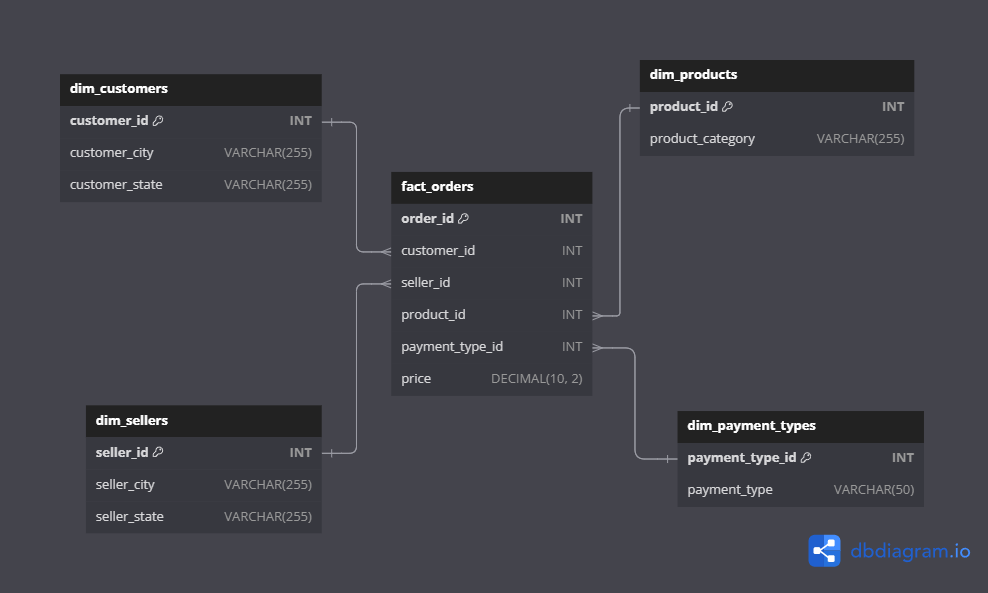 dim_customers
customer_id INT
customer_city VARCHAR(255)
customer_state VARCHAR(255)
dim_products
product_id INT
product_category VARCHAR(255)
fact_orders
order_id INT
customer_id INT
seller_id INT
product_id INT
payment_type_id INT
price DECIMAL(10, 2)
dim_sellers
seller_id INT
seller_city VARCHAR(255)
seller_state VARCHAR(255)
dim_payment_types
payment_type_id INT
payment_type VARCHAR(50)
dbdiagram.io